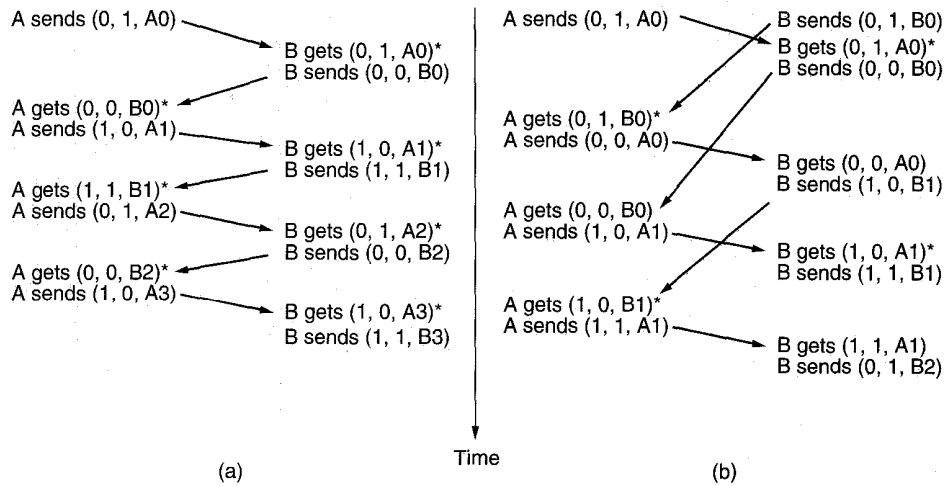 A sends (0, 1, A0)
B gets (0, 1, A0)*
B sends (0, 0, B0)
A gets (0, 0, B0)*
A sends (1, 0, A1)
B gets (1, 0, A1)*
B sends (1, 1, B1)
A gets (1, 1, B1)*
A sends (0, 1, A2)
B gets (0, 1, A2)*
B sends (0, 0, B2)
A gets (0, 0, B2)*
A sends (1, 0, A3)
B gets (1, 0, A3)*
B sends (1, 1, B3)
(a)
Time
A sends (0, 1, A0)
B sends (0, 1, B0)
B gets (0, 1, A0)*
B sends (0, 0, B0)
A gets (0, 1, B0)*
A sends (0, 0, A0)
B gets (0, 0, A0)
B sends (1, 0, B1)
A gets (0, 0, B0)
A sends (1, 0, A1)
B gets (1, 0, A1)*
B sends (1, 1, B1)
A gets (1, 0, B1)*
A sends (1, 1, A1)
B gets (1, 1, A1)
B sends (0, 1, B2)
(b)